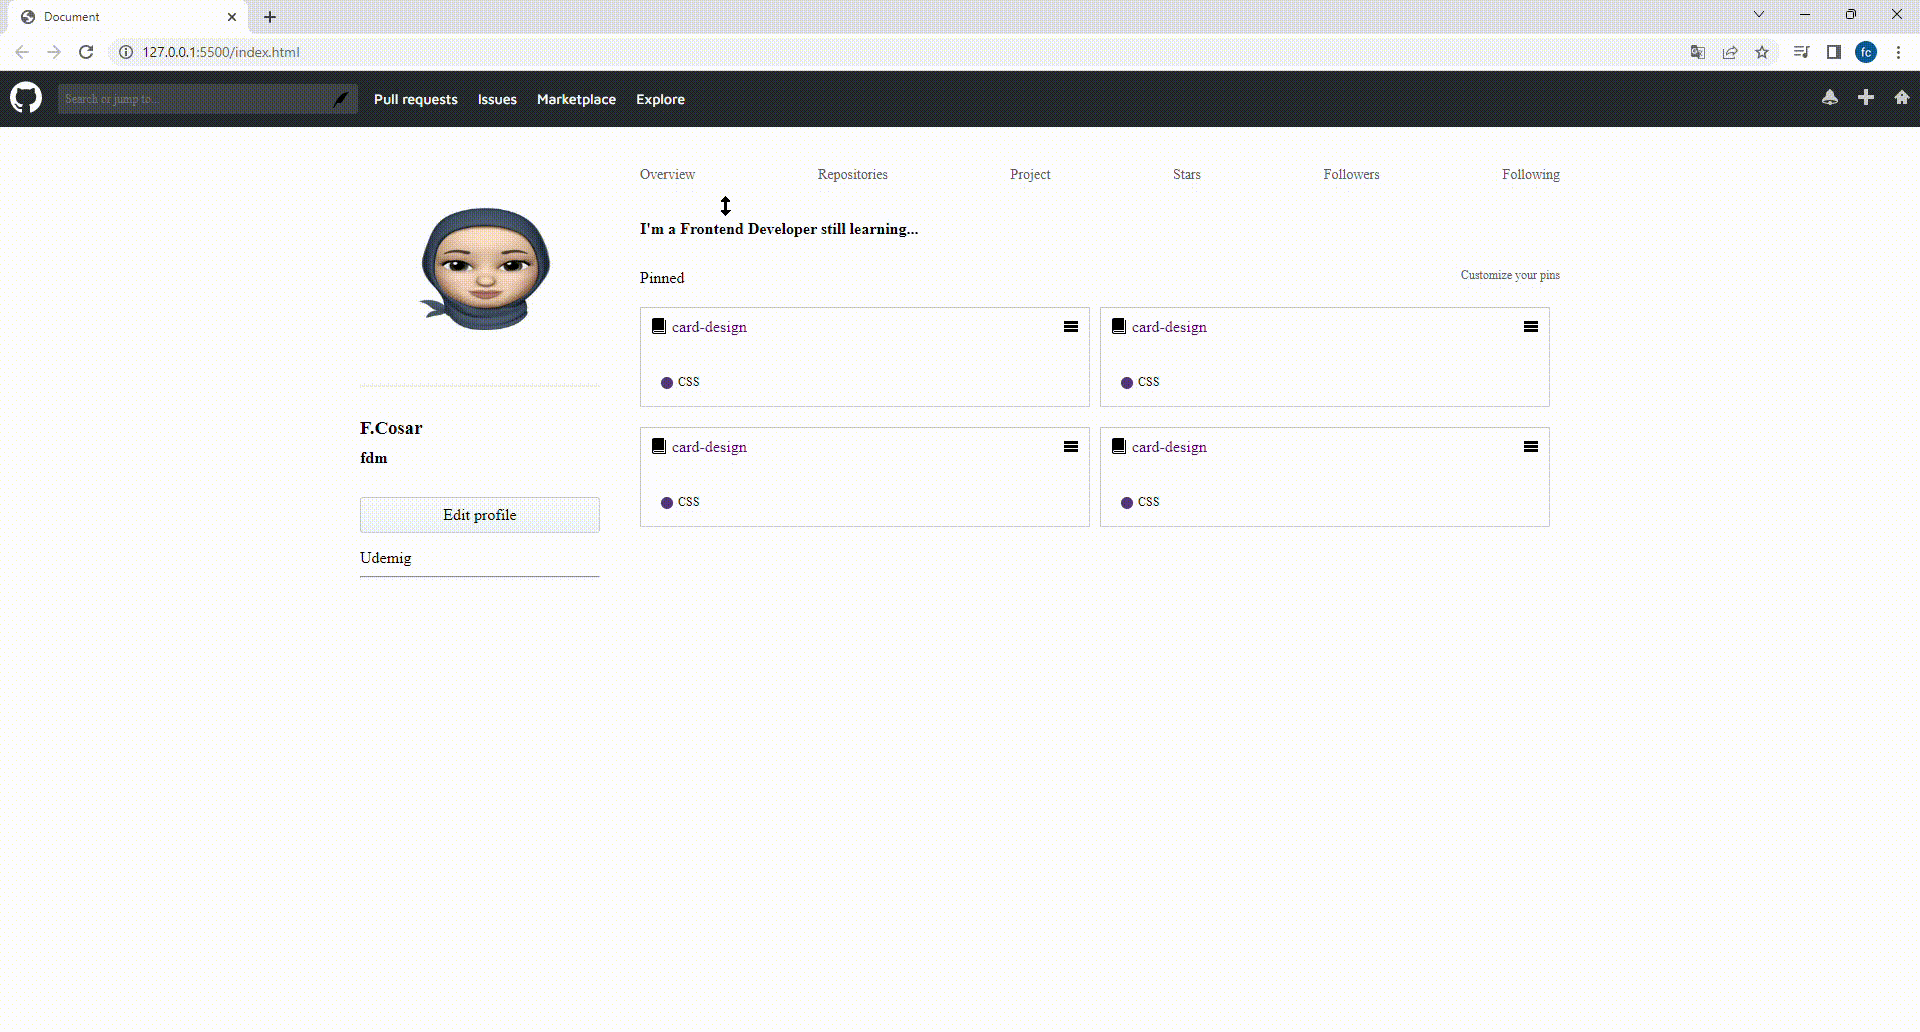 Document
127.0.0.1:5500/index.html
fc
Search or jump to...
Pull requests Issues Marketplace Explore
Overview Repositories Project Stars Followers Following
I'm a Frontend Developer still learning...
Pinned Customize your pins
card-design
CSS
card-design
CSS
card-design
CSS
card-design
CSS
F.Cosar
fdm
Edit profile
Udemig